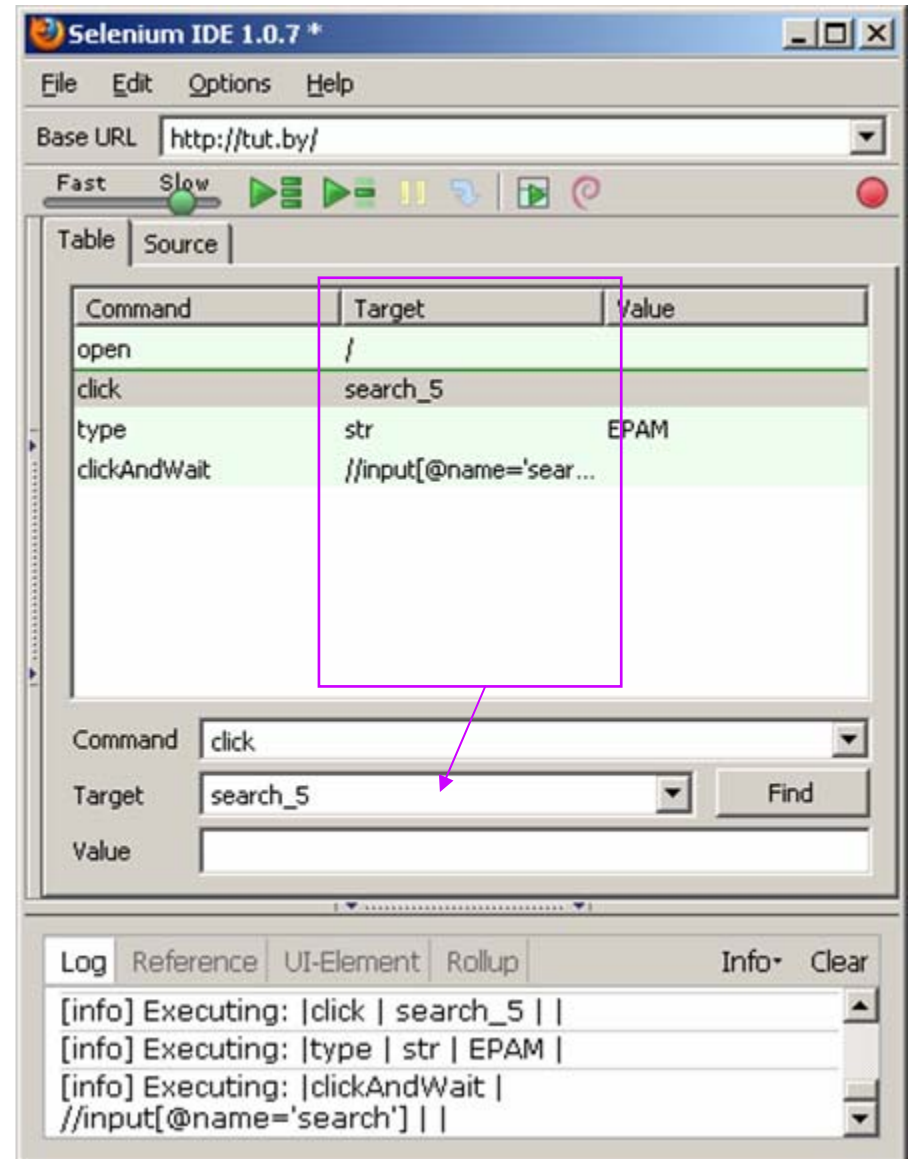 Selenium IDE 1.0.7 *
File Edit Options Help
Base URL http://tut.by/
Fast Slow
Table Source
Command Target Value
open /
click search_5
type str EPAM
clickAndWait //input[@name='sear...
Command click
Target search_5 Find
Value
Log Reference UI-Element Rollup Info Clear
[info] Executing: |click | search_5 | |
[info] Executing: |type | str | EPAM |
[info] Executing: |clickAndWait |
//input[@name='search'] | |